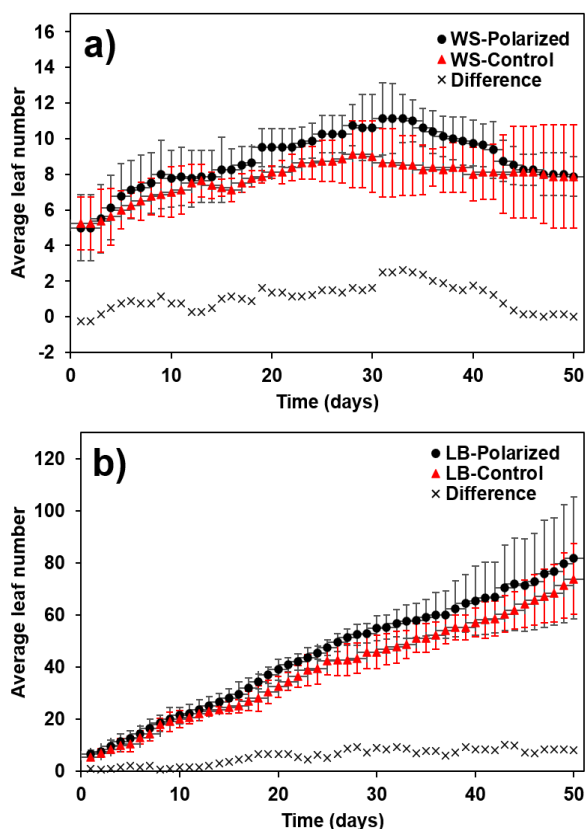 a)
WS-Polarized
WS-Control
Difference
Average leaf number
16
14
12
10
8
6
4
2
0
-2
0 10 20 30 40 50
Time (days)
b)
LB-Polarized
LB-Control
Difference
Average leaf number
120
100
80
60
40
20
0
0 10 20 30 40 50
Time (days)